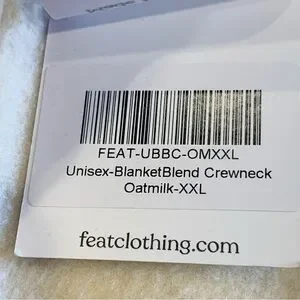 FEAT-UBBC-OMXXL
Unisex-BlanketBlend Crewneck
Oatmilk-XXL
featclothing.com